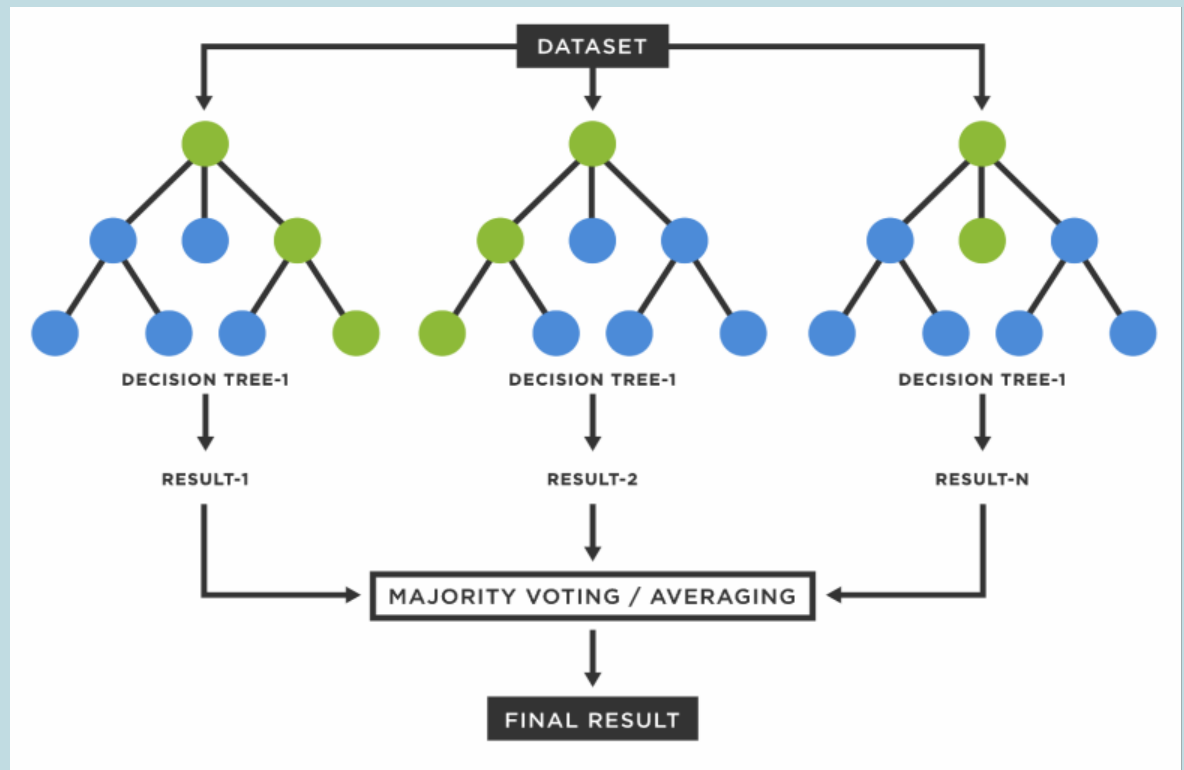 DATASET
DECISION TREE-1
DECISION TREE-1
DECISION TREE-1
RESULT-1
RESULT-2
RESULT-N
MAJORITY VOTING / AVERAGING
FINAL RESULT